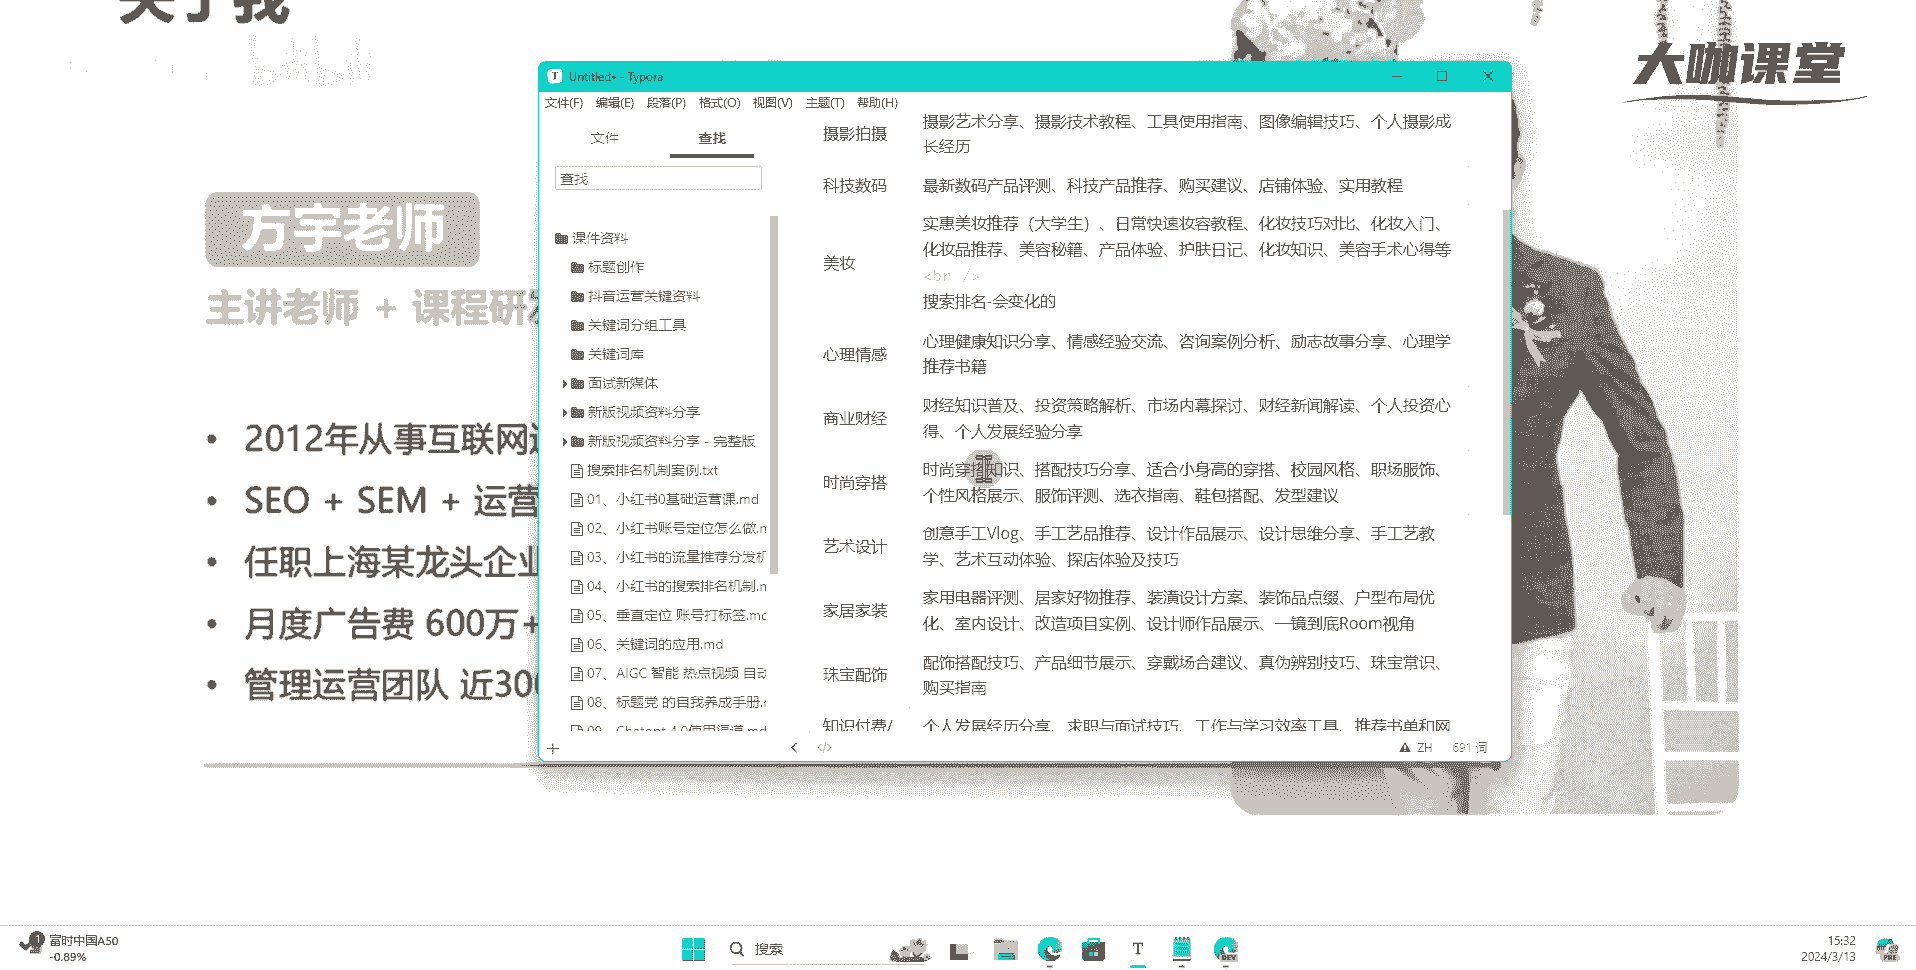 关于我
bilibili
大咖课堂
方宇老师
主讲老师 + 课程研
2012年从事互联网
SEO + SEM + 运营
任职上海某龙头企业
月度广告费 600万+
管理运营团队 近300
Untitled• - Typora
文件(F) 编辑(E) 段落(P) 格式(O) 视图(V) 主题(T) 帮助(H)
文件 查找
查找
课件资料
标题创作
抖音运营关键资料
关键词分组工具
关键词库
面试新媒体
新版视频资料分享
新版视频资料分享 - 完整版
搜索排名机制案例.txt
01、小红书0基础运营课.md
02、小红书账号定位怎么做.m
03、小红书的流量推荐分发机
04、小红书的搜索排名机制.m
05、垂直定位 账号打标签.mc
06、关键词的应用.md
07、AIGC 智能 热点视频 自动
08、标题党 的自我养成手册.r
09、Chatgpt 4.0使用渠道.md
摄影拍摄
摄影艺术分享、摄影技术教程、工具使用指南、图像编辑技巧、个人摄影成
长经历
科技数码
最新数码产品评测、科技产品推荐、购买建议、店铺体验、实用教程
美妆
实惠美妆推荐（大学生）、日常快速妆容教程、化妆技巧对比、化妆入门、
化妆品推荐、美容秘籍、产品体验、护肤日记、化妆知识、美容手术心得等
<br />
搜索排名-会变化的
心理情感
心理健康知识分享、情感经验交流、咨询案例分析、励志故事分享、心理学
推荐书籍
商业财经
财经知识普及、投资策略解析、市场内幕探讨、财经新闻解读、个人投资心
得、个人发展经验分享
时尚穿搭
时尚穿搭知识、搭配技巧分享、适合小身高的穿搭、校园风格、职场服饰、
个性风格展示、服饰评测、选衣指南、鞋包搭配、发型建议
艺术设计
创意手工Vlog、手工艺品推荐、设计作品展示、设计思维分享、手工艺教
学、艺术互动体验、探店体验及技巧
家居家装
家用电器评测、居家好物推荐、装潢设计方案、装饰品点缀、户型布局优
化、室内设计、改造项目实例、设计师作品展示、一镜到底Room视角
珠宝配饰
配饰搭配技巧、产品细节展示、穿戴场合建议、真伪辨别技巧、珠宝常识、
购买指南
知识付费/
个人发展经历分享、求职与面试技巧、工作与学习效率工具、推荐书单和网
ZH 691 词
富时中国A50
-0.89%
搜索
15:32
2024/3/13